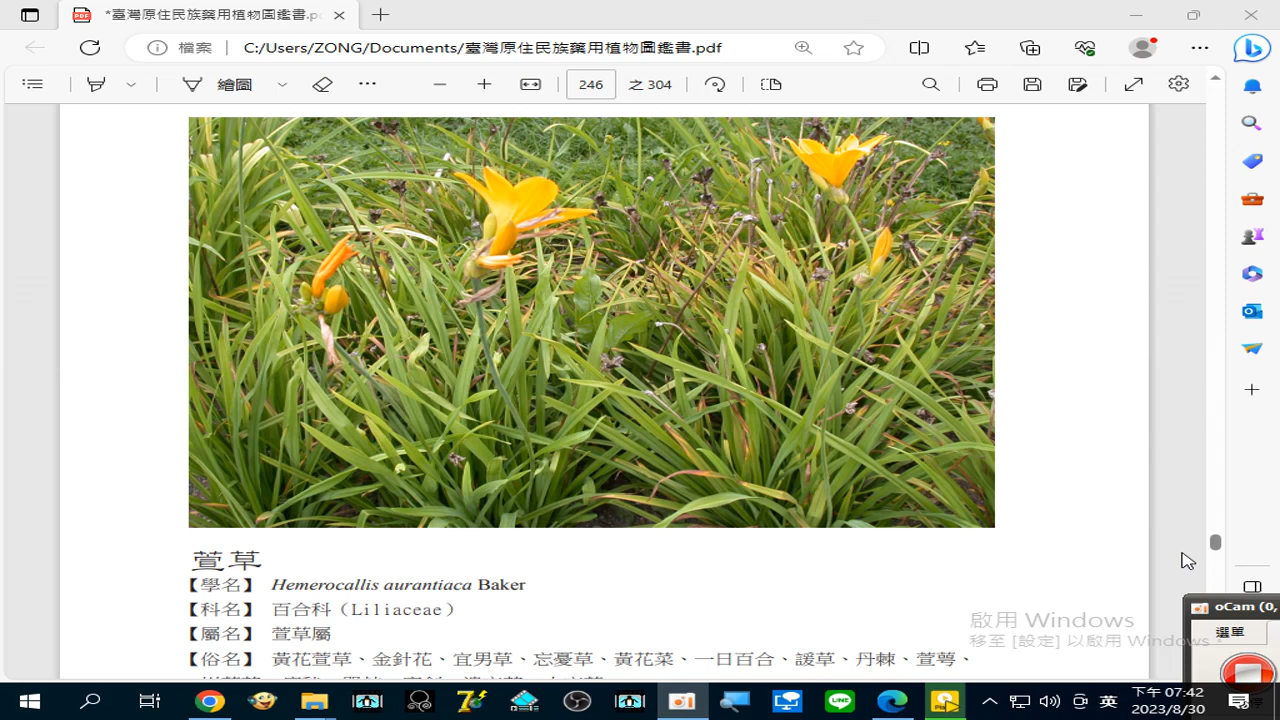 *臺灣原住民族藥用植物圖鑑書.pd
檔案
C:/Users/ZONG/Documents/臺灣原住民族藥用植物圖鑑書.pdf
繪圖
246
之 304
萱草
【學名】 Hemerocallis aurantiaca Baker
【科名】 百合科（Liliaceae）
【屬名】 萱草屬
【俗名】 黃花萱草、金針花、宜男草、忘憂草、黃花菜、一日百合、諼草、丹棘、萱萼、
啟用 Windows
移至 [設定] 以啟用 Windows。
oCam (0,
選單
LINE
英
下午 07:42
2023/8/30